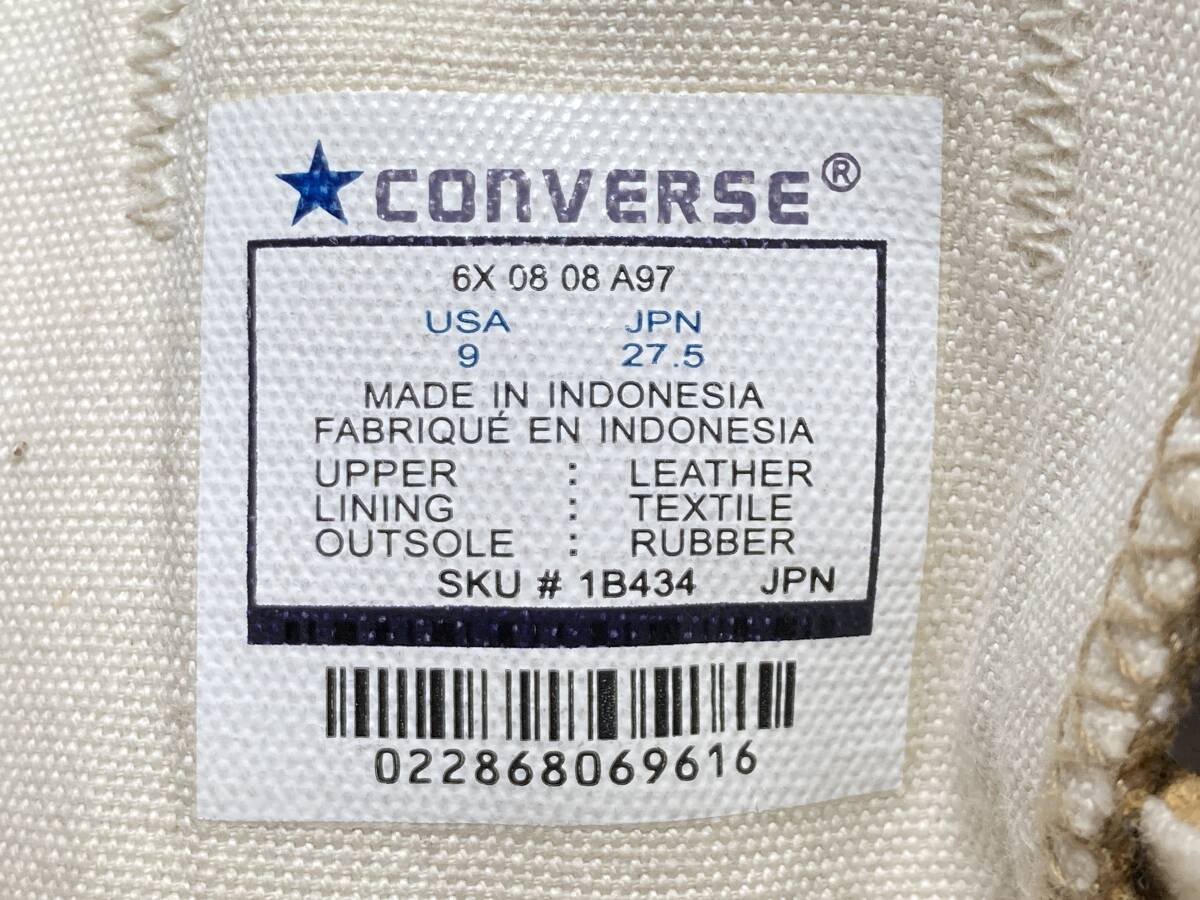 CONVERSE®
6X 08 08 A97
USA JPN
9 27.5
MADE IN INDONESIA
FABRIQUÉ EN INDONESIA
UPPER : LEATHER
LINING : TEXTILE
OUTSOLE : RUBBER
SKU # 1B434 JPN
022868069616